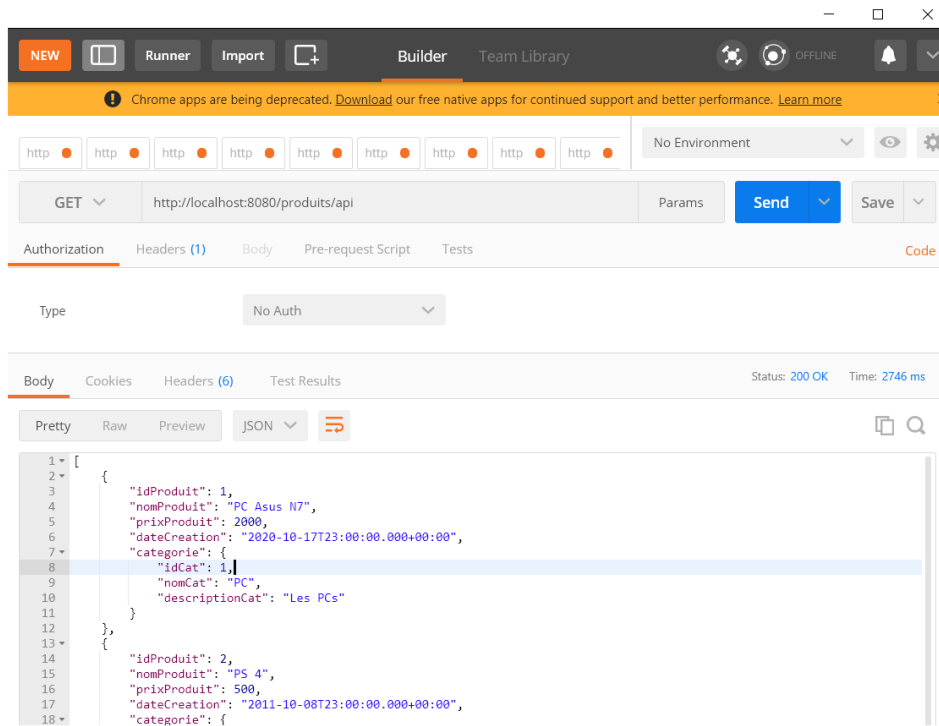 NEW Runner Import Builder Team Library OFFLINE
Chrome apps are being deprecated. Download our free native apps for continued support and better performance. Learn more
http http http http http http http http http No Environment
GET http://localhost:8080/produits/api Params Send Save
Authorization Headers (1) Body Pre-request Script Tests Code
Type No Auth
Body Cookies Headers (6) Test Results Status: 200 OK Time: 2746 ms
Pretty Raw Preview JSON
1 [
2 {
3 "idProduit": 1,
4 "nomProduit": "PC Asus N7",
5 "prixProduit": 2000,
6 "dateCreation": "2020-10-17T23:00:00.000+00:00",
7 "categorie": {
8 "idCat": 1,
9 "nomCat": "PC",
10 "descriptionCat": "Les PCs"
11 }
12 },
13 {
14 "idProduit": 2,
15 "nomProduit": "PS 4",
16 "prixProduit": 500,
17 "dateCreation": "2011-10-08T23:00:00.000+00:00",
18 "categorie": {